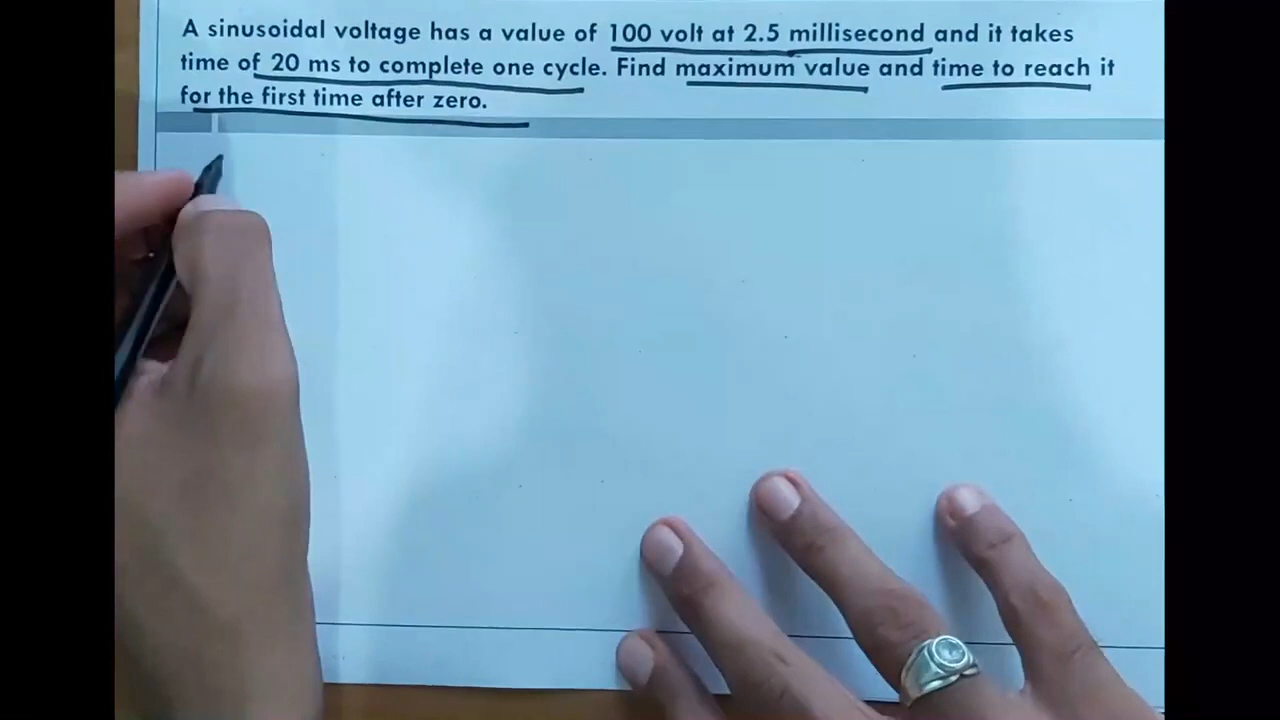 A sinusoidal voltage has a value of 100 volt at 2.5 millisecond and it takes
time of 20 ms to complete one cycle. Find maximum value and time to reach it
for the first time after zero.